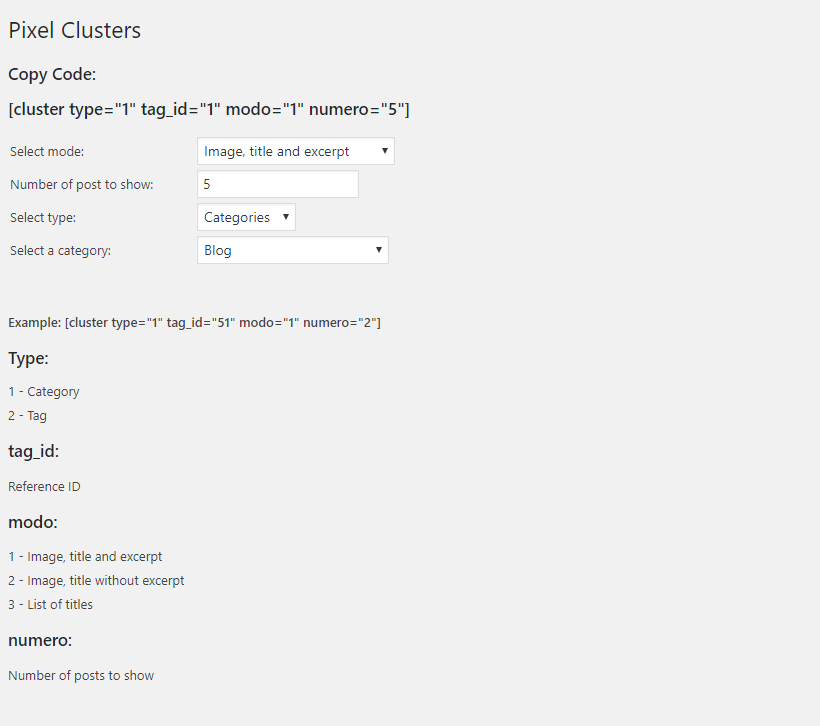 Pixel Clusters
Copy Code:
[cluster type="1" tag_id="1" modo="1" numero="5"]
Select mode: Image, title and excerpt
Number of post to show: 5
Select type: Categories
Select a category: Blog
Example: [cluster type="1" tag_id="51" modo="1" numero="2"]
Type:
1 - Category
2 - Tag
tag_id:
Reference ID
modo:
1 - Image, title and excerpt
2 - Image, title without excerpt
3 - List of titles
numero:
Number of posts to show